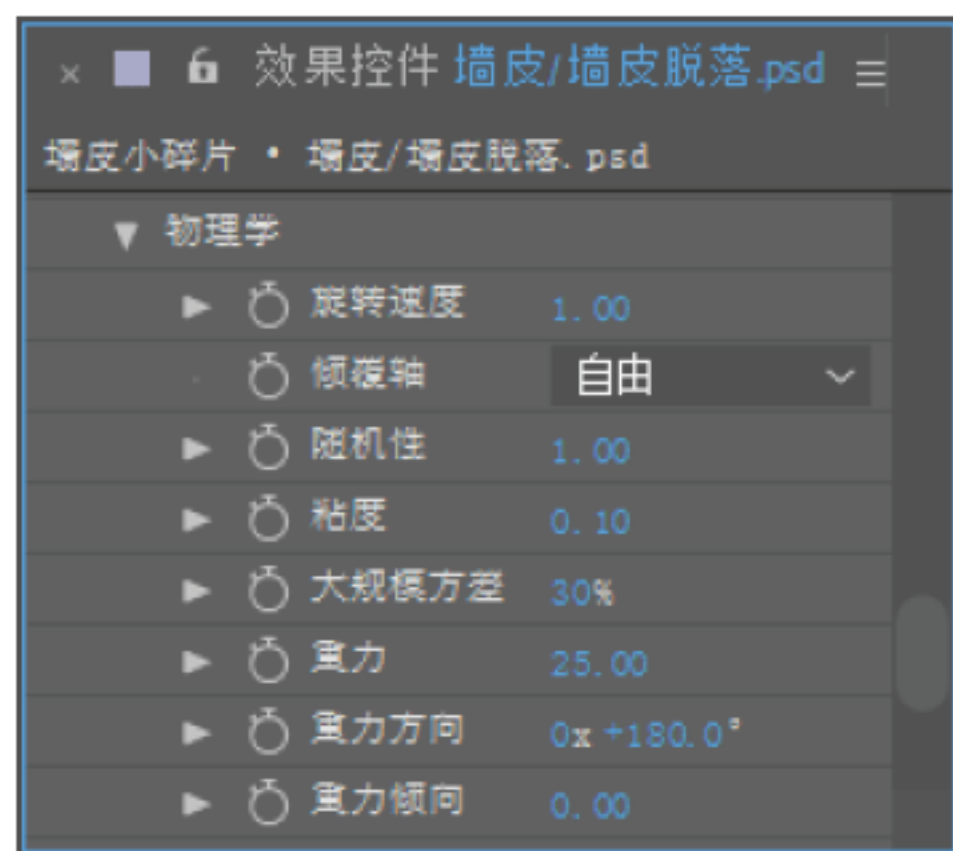 × 效果控件 墙皮/墙皮脱落.psd ≡
墙皮小碎片 • 墙皮/墙皮脱落.psd
物理学
旋转速度 1.00
倾覆轴 自由
随机性 1.00
粘度 0.10
大规模方差 30%
重力 25.00
重力方向 0x +180.0°
重力倾向 0.00